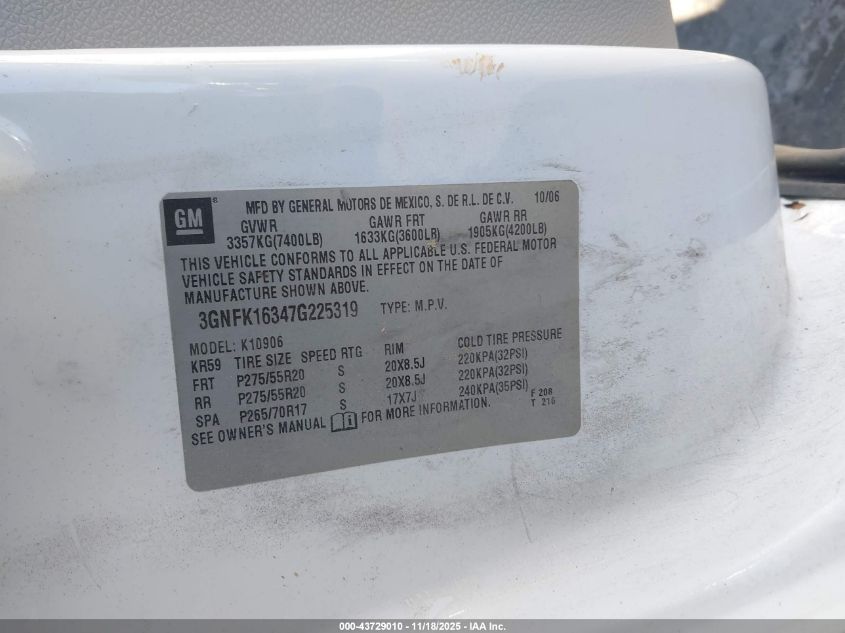 GM ®
MFD BY GENERAL MOTORS DE MEXICO, S. DE R.L. DE C.V. 10/06
GVWR GAWR FRT GAWR RR
3357KG(7400LB) 1633KG(3600LB) 1905KG(4200LB)
THIS VEHICLE CONFORMS TO ALL APPLICABLE U.S. FEDERAL MOTOR
VEHICLE SAFETY STANDARDS IN EFFECT ON THE DATE OF
MANUFACTURE SHOWN ABOVE.
3GNFK16347G225319 TYPE: M.P.V.
MODEL: K10906
KR59 TIRE SIZE SPEED RTG RIM COLD TIRE PRESSURE
FRT P275/55R20 S 20X8.5J 220KPA(32PSI)
RR P275/55R20 S 20X8.5J 220KPA(32PSI)
SPA P265/70R17 S 17X7J 240KPA(35PSI)
SEE OWNER'S MANUAL FOR MORE INFORMATION.
F 208
T 216
000-43729010 - 11/18/2025 - IAA Inc.